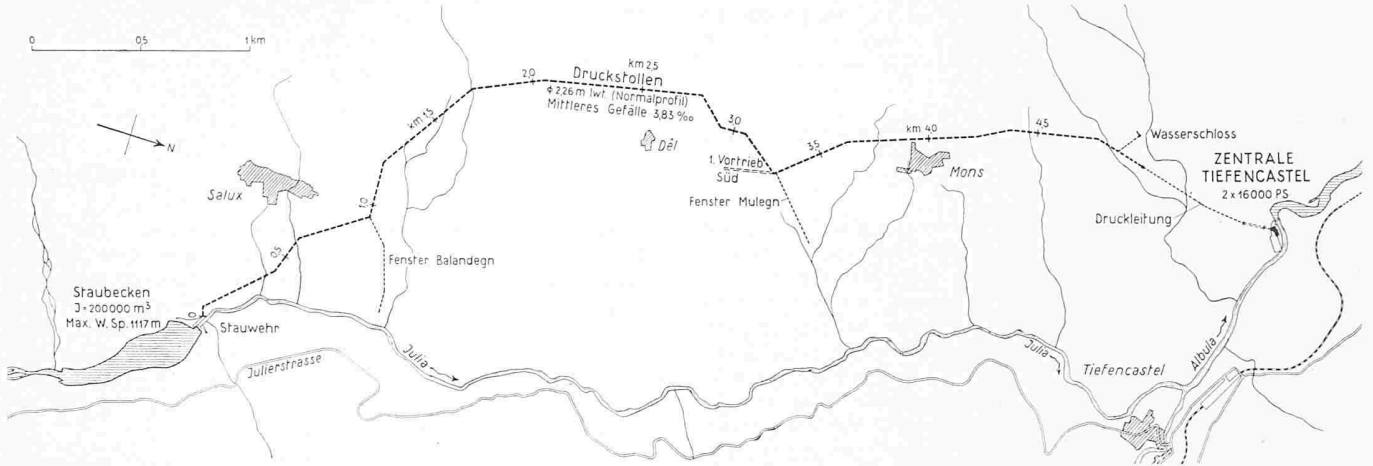 0 0,5 1 km
N
Salux
Staubecken
J = 200000 m³
Max. W. Sp. 1117 m
0
Stauwehr
Julierstrasse
0,5
1,0
Fenster Balandegn
km 1,5
2,0
km 2,5
Druckstollen
ϕ 2,26 m lwt. (Normalprofil)
Mittleres Gefälle 3,83 ‰
Dêl
3,0
1. Vortrieb
Süd
Fenster Mulegn
3,5
km 4,0
Mons
4,5
Wasserschloss
ZENTRALE
TIEFENCASTEL
2 x 16000 PS
Druckleitung
Julia
Julia
Tiefencastel
Albula